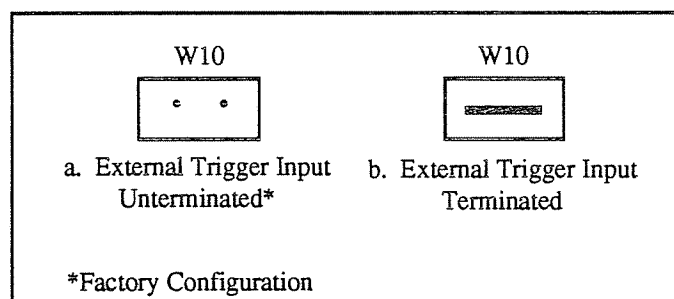 W10
a. External Trigger Input
Unterminated*
W10
b. External Trigger Input
Terminated
*Factory Configuration